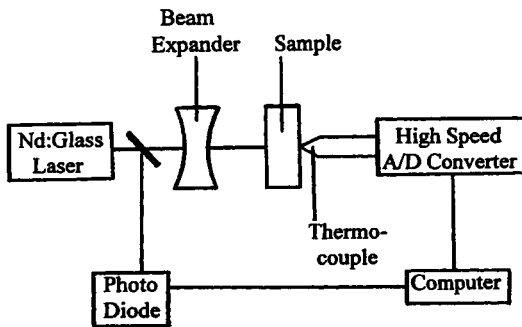 Beam
Expander
Sample
Nd:Glass
Laser
High Speed
A/D Converter
Thermo-
couple
Photo
Diode
Computer